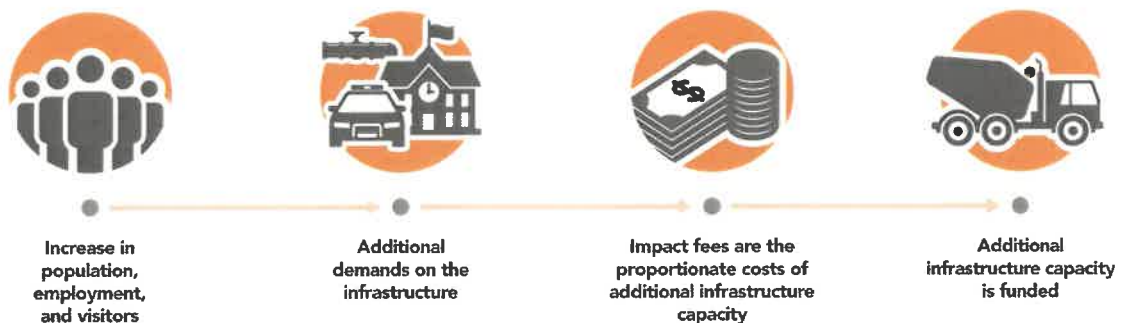 Increase in
population,
employment,
and visitors
Additional
demands on the
infrastructure
Impact fees are the
proportionate costs of
additional infrastructure
capacity
Additional
infrastructure capacity
is funded